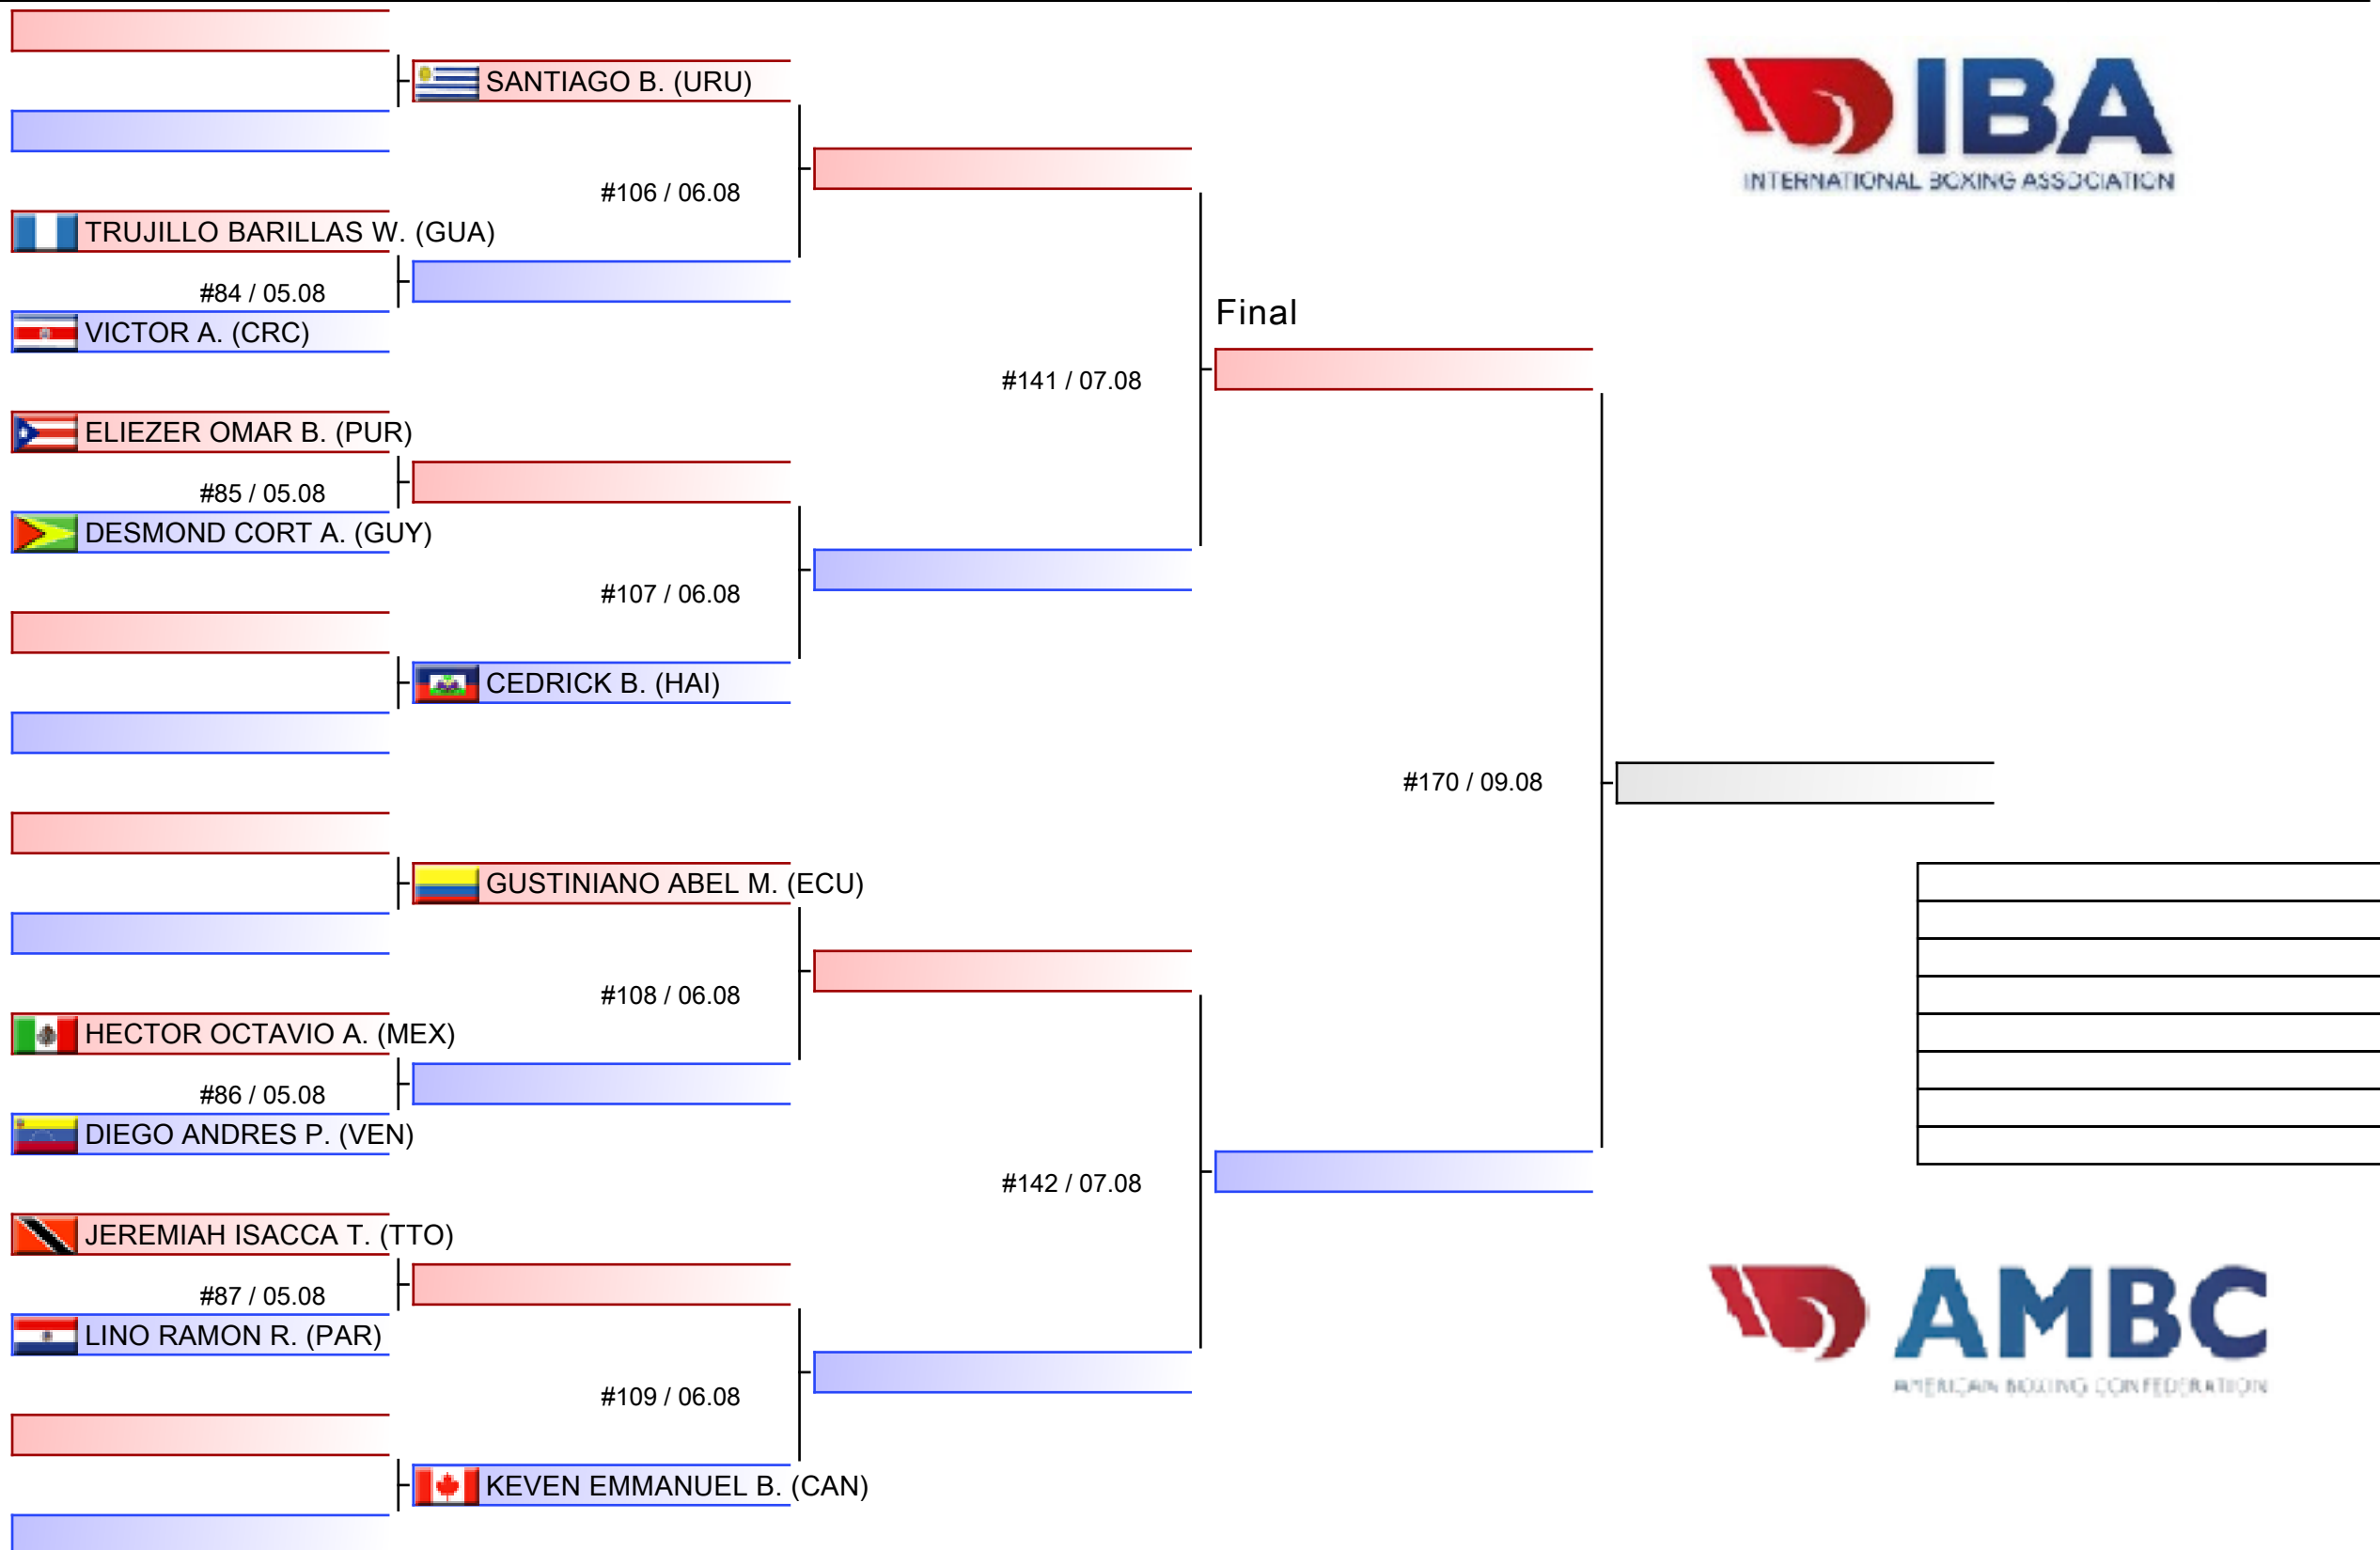 SANTIAGO B. (URU)
IBA
INTERNATIONAL BOXING ASSOCIATION
#106 / 06.08
TRUJILLO BARILLAS W. (GUA)
#84 / 05.08
VICTOR A. (CRC)
Final
#141 / 07.08
ELIEZER OMAR B. (PUR)
#85 / 05.08
DESMOND CORT A. (GUY)
#107 / 06.08
CEDRICK B. (HAI)
#170 / 09.08
GUSTINIANO ABEL M. (ECU)
#108 / 06.08
HECTOR OCTAVIO A. (MEX)
#86 / 05.08
DIEGO ANDRES P. (VEN)
#142 / 07.08
JEREMIAH ISACCA T. (TTO)
#87 / 05.08
LINO RAMON R. (PAR)
AMBC
AMERICAN BOXING CONFEDERATION
#109 / 06.08
KEVEN EMMANUEL B. (CAN)